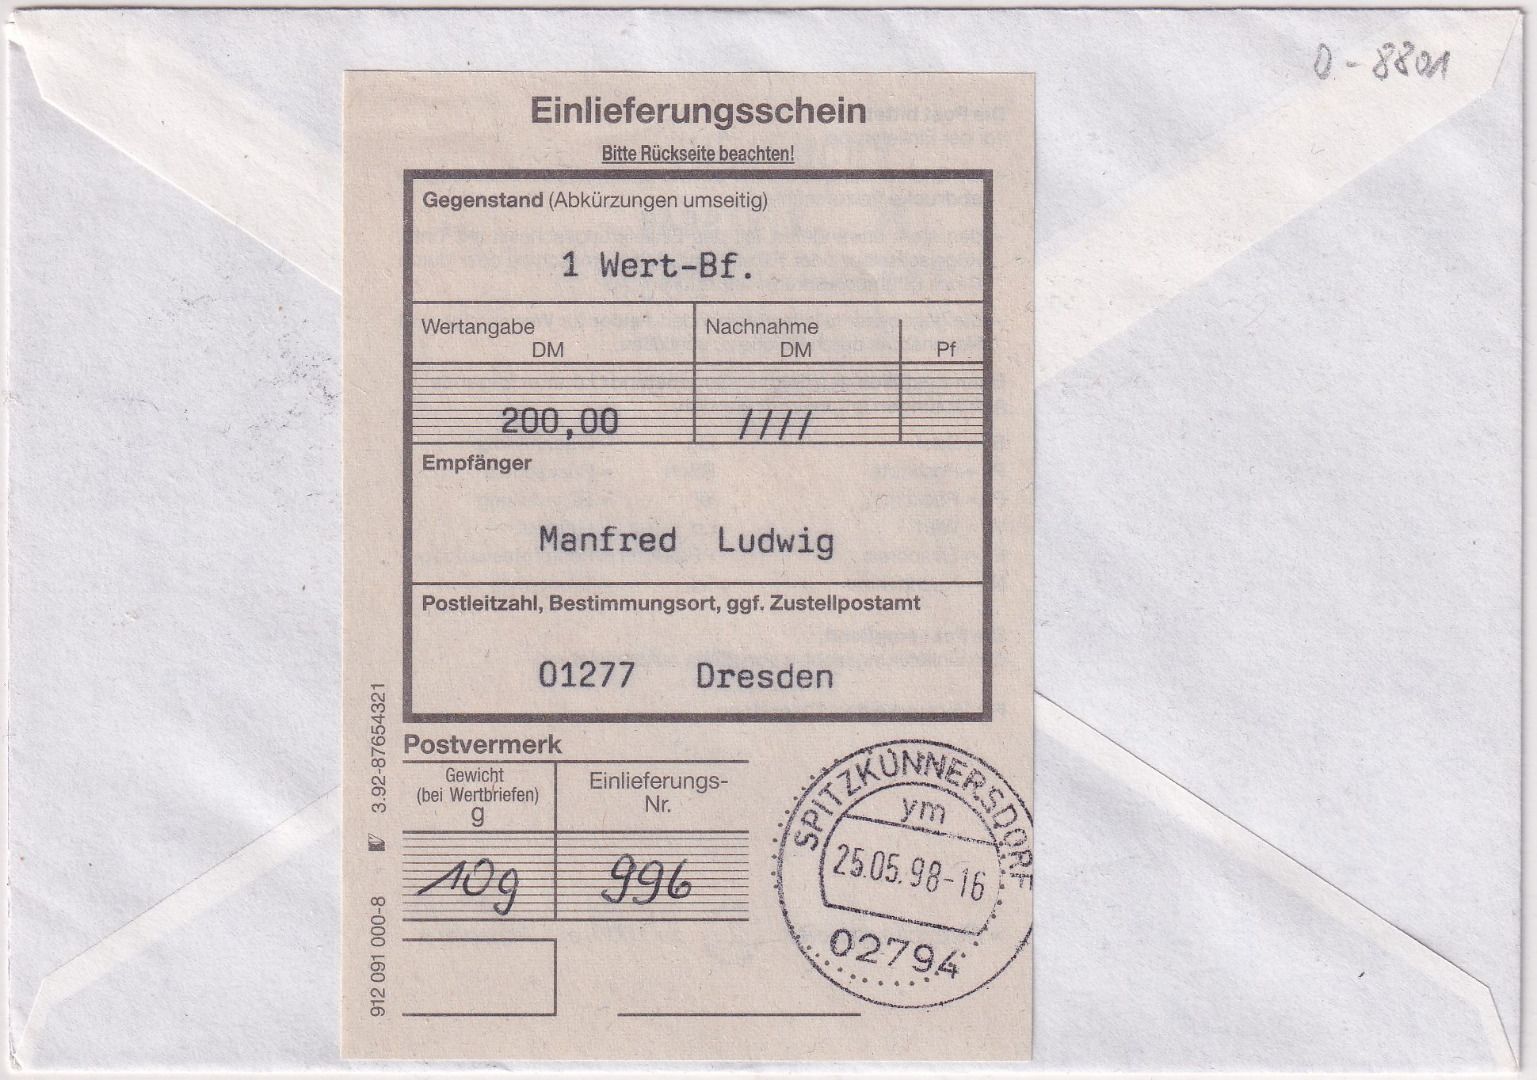 0-8801
Einlieferungsschein
Bitte Rückseite beachten!
Gegenstand (Abkürzungen umseitig)
1 Wert-Bf.
Wertangabe
DM
Nachnahme
DM
Pf
200,00
////
Empfänger
Manfred Ludwig
Postleitzahl, Bestimmungsort, ggf. Zustellpostamt
01277 Dresden
Postvermerk
Gewicht
(bei Wertbriefen)
g
Einlieferungs-
Nr.
10g
996
912 091 000-8
3.92-87654321
SPITZKUNNERSDORF
ym
25.05.98-16
02794